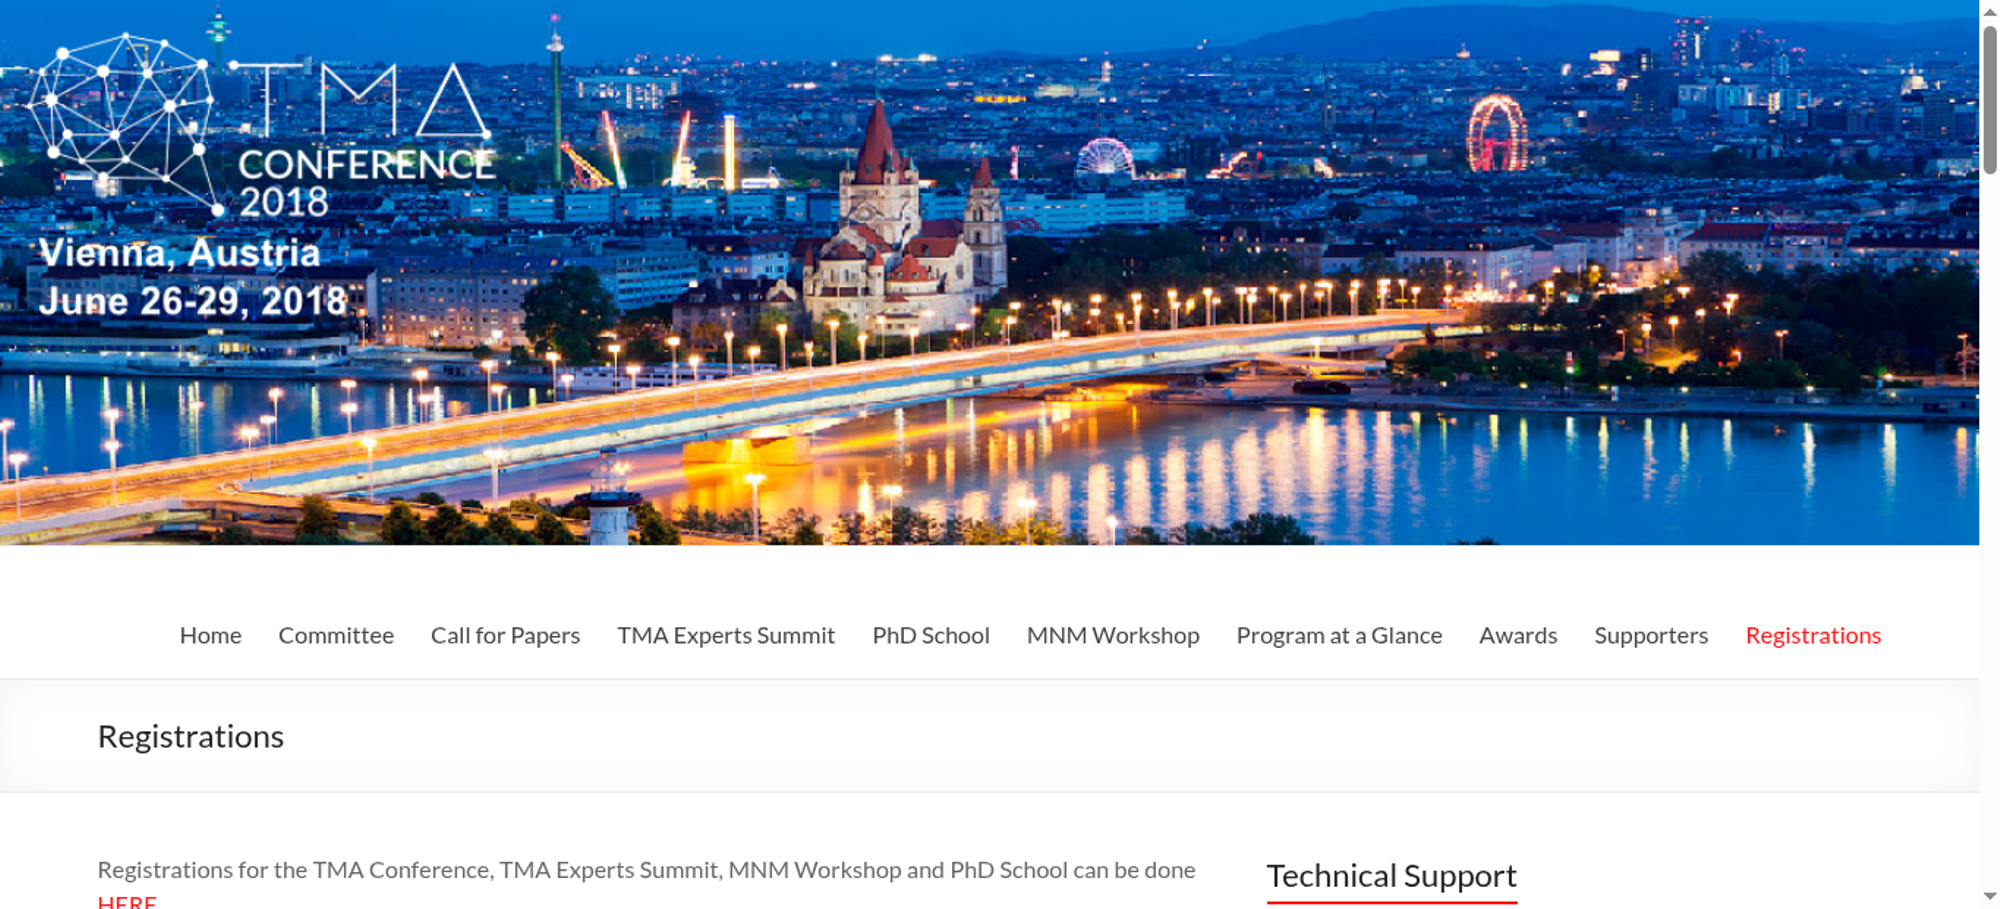 TMA
CONFERENCE
2018
Vienna, Austria
June 26-29, 2018
Home Committee Call for Papers TMA Experts Summit PhD School MNM Workshop Program at a Glance Awards Supporters Registrations
Registrations
Registrations for the TMA Conference, TMA Experts Summit, MNM Workshop and PhD School can be done
HERE
Technical Support